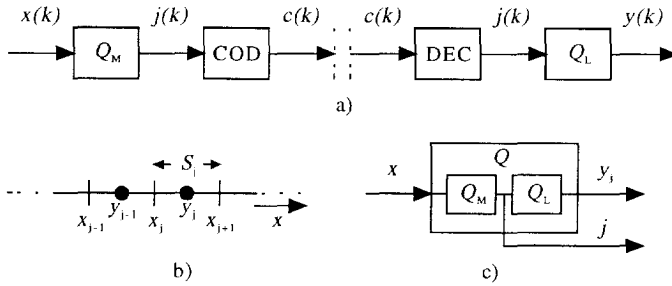 x(k) j(k) c(k) c(k) j(k) y(k)
Q_M COD DEC Q_L
a)
S_j Q
x y_j
Q_M Q_L
x_{j-1} y_{j-1} x_j y_j x_{j+1} x j
b) c)